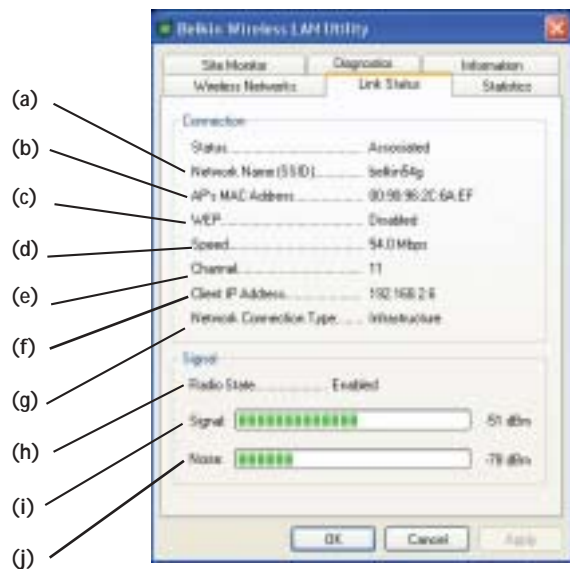 Belkin Wireless LAN Utility
Site Monitor Diagnostics Information
Wireless Networks Link Status Statistics
Connection
Status Associated
(a) Network Name (SSID) belkin54g
(b) AP's MAC Address 00:90:96:2C:6A:EF
(c) WEP Disabled
(d) Speed 54.0 Mbps
(e) Channel 11
(f) Client IP Address 192.168.2.6
(g) Network Connection Type Infrastructure
Signal
(h) Radio State Enabled
(i) Signal: -51 dBm
(j) Noise: dBm
OK Cancel Apply